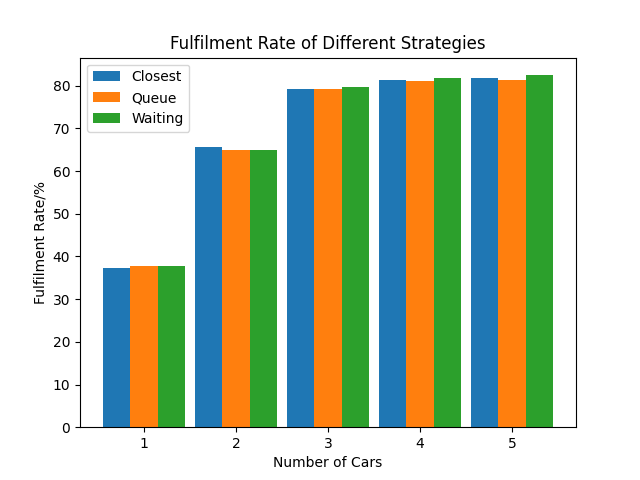 Fulfilment Rate of Different Strategies
Closest
Queue
Waiting
Fulfilment Rate/%
80
70
60
50
40
30
20
10
0
1 2 3 4 5
Number of Cars